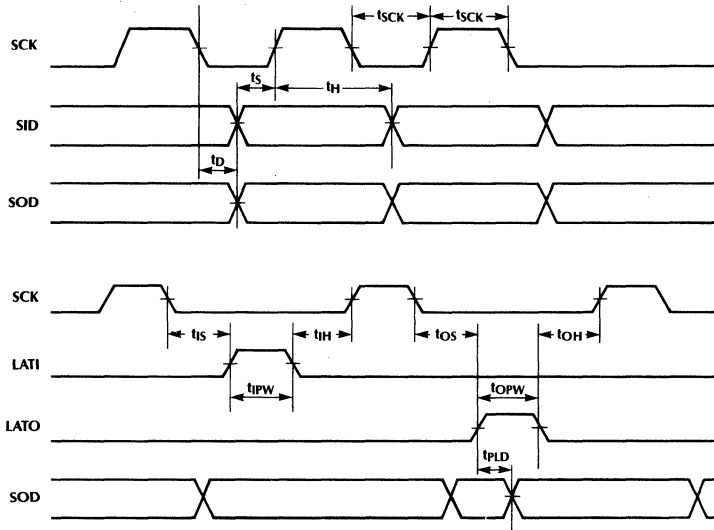 tSCK tSCK
SCK
tS tH
SID
tD
SOD
SCK
tIS tIH tOS tOH
LATI
tIPW tOPW
LATO
tPLD
SOD